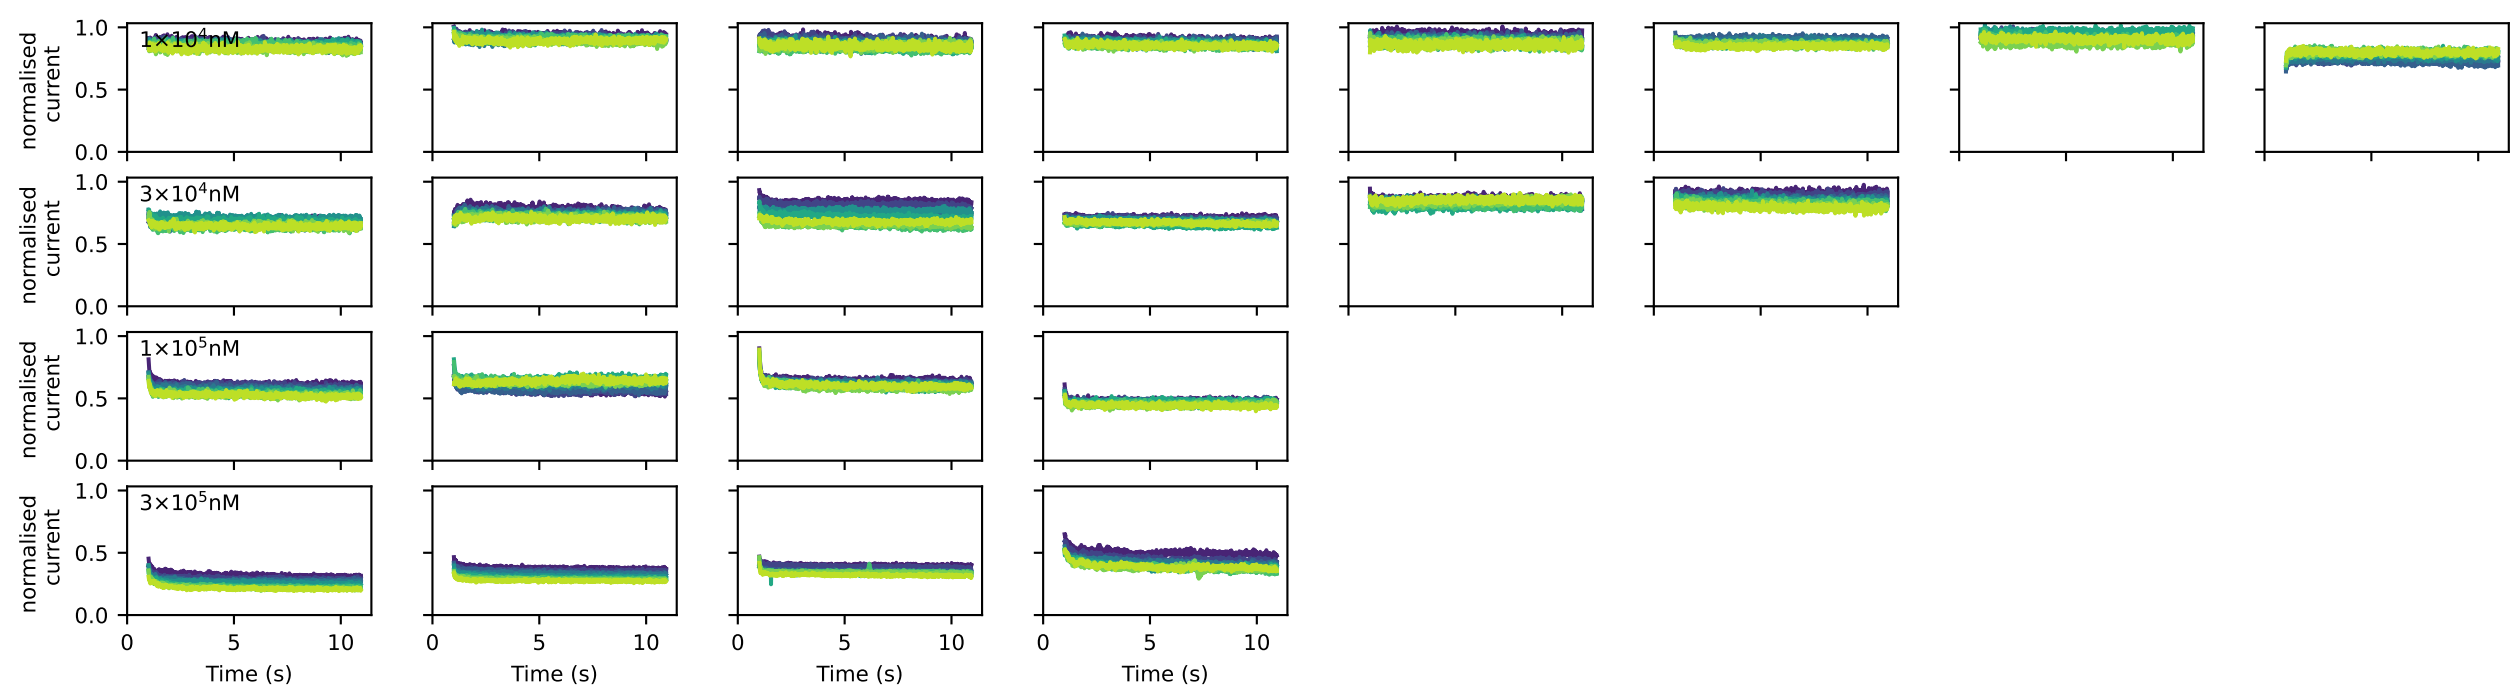 normalised
current
1.0
0.5
0.0
1×10⁴nM
normalised
current
1.0
0.5
0.0
3×10⁴nM
normalised
current
1.0
0.5
0.0
1×10⁵nM
normalised
current
1.0
0.5
0.0
3×10⁵nM
0 5 10 0 5 10 0 5 10 0 5 10
Time (s) Time (s) Time (s) Time (s)